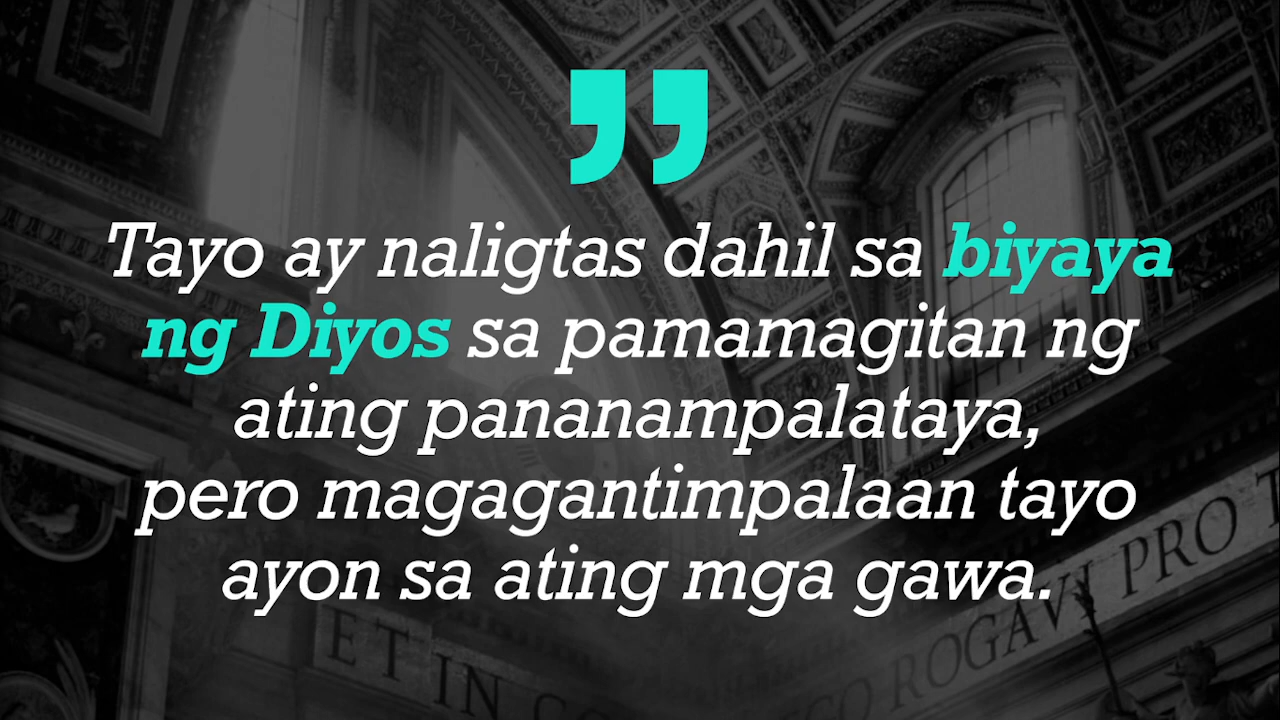 ”
Tayo ay naligtas dahil sa biyaya
ng Diyos sa pamamagitan ng
ating pananampalataya,
pero magagantimpalaan tayo
ayon sa ating mga gawa.
ET IN
ROGAVI PRO